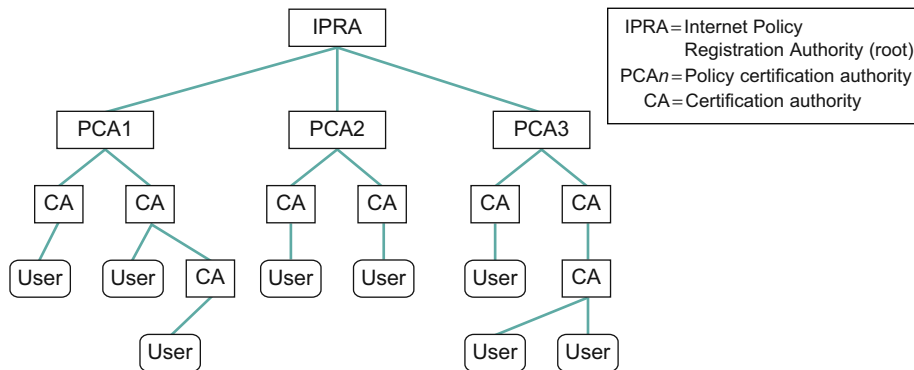 IPRA
IPRA=Internet Policy
Registration Authority (root)
PCAn=Policy certification authority
CA=Certification authority
PCA1 PCA2 PCA3
CA CA CA CA CA CA
User User CA User User User CA
User User User